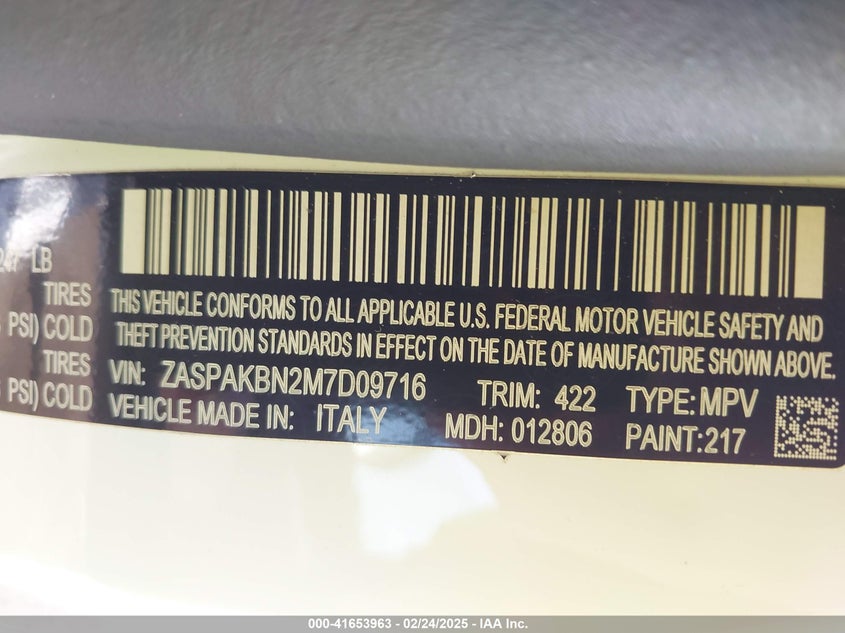 247 LB
TIRES
PSI) COLD
TIRES
PSI) COLD
THIS VEHICLE CONFORMS TO ALL APPLICABLE U.S. FEDERAL MOTOR VEHICLE SAFETY AND
THEFT PREVENTION STANDARDS IN EFFECT ON THE DATE OF MANUFACTURE SHOWN ABOVE.
VIN: ZASPAKBN2M7D09716 TRIM: 422 TYPE: MPV
VEHICLE MADE IN: ITALY MDH: 012806 PAINT:217
000-41653963 - 02/24/2025 - IAA Inc.